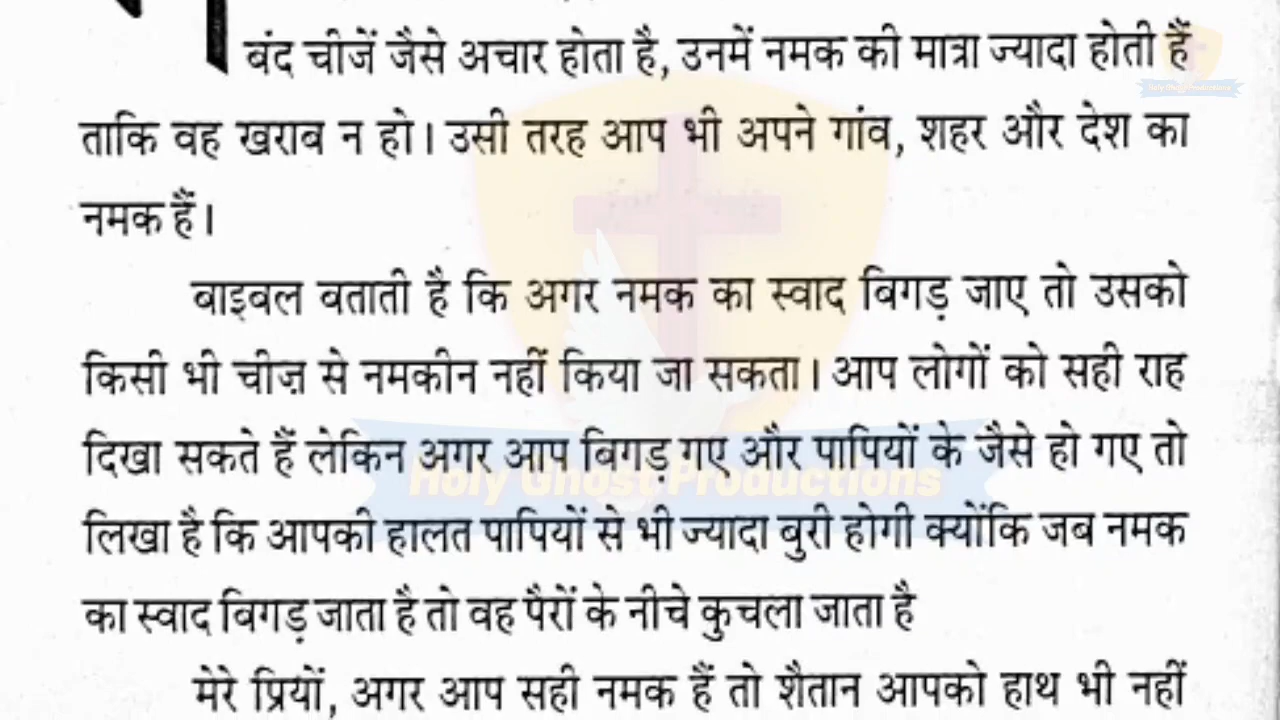 बंद चीजें जैसे अचार होता है, उनमें नमक की मात्रा ज्यादा होती हैं
ताकि वह खराब न हो। उसी तरह आप भी अपने गांव, शहर और देश का
नमक हैं।
बाइबल बताती है कि अगर नमक का स्वाद बिगड़ जाए तो उसको
किसी भी चीज़ से नमकीन नहीं किया जा सकता। आप लोगों को सही राह
दिखा सकते हैं लेकिन अगर आप बिगड़ गए और पापियों के जैसे हो गए तो
Holy Ghost Productions
लिखा है कि आपकी हालत पापियों से भी ज्यादा बुरी होगी क्योंकि जब नमक
का स्वाद बिगड़ जाता है तो वह पैरों के नीचे कुचला जाता है
मेरे प्रियों, अगर आप सही नमक हैं तो शैतान आपको हाथ भी नहीं